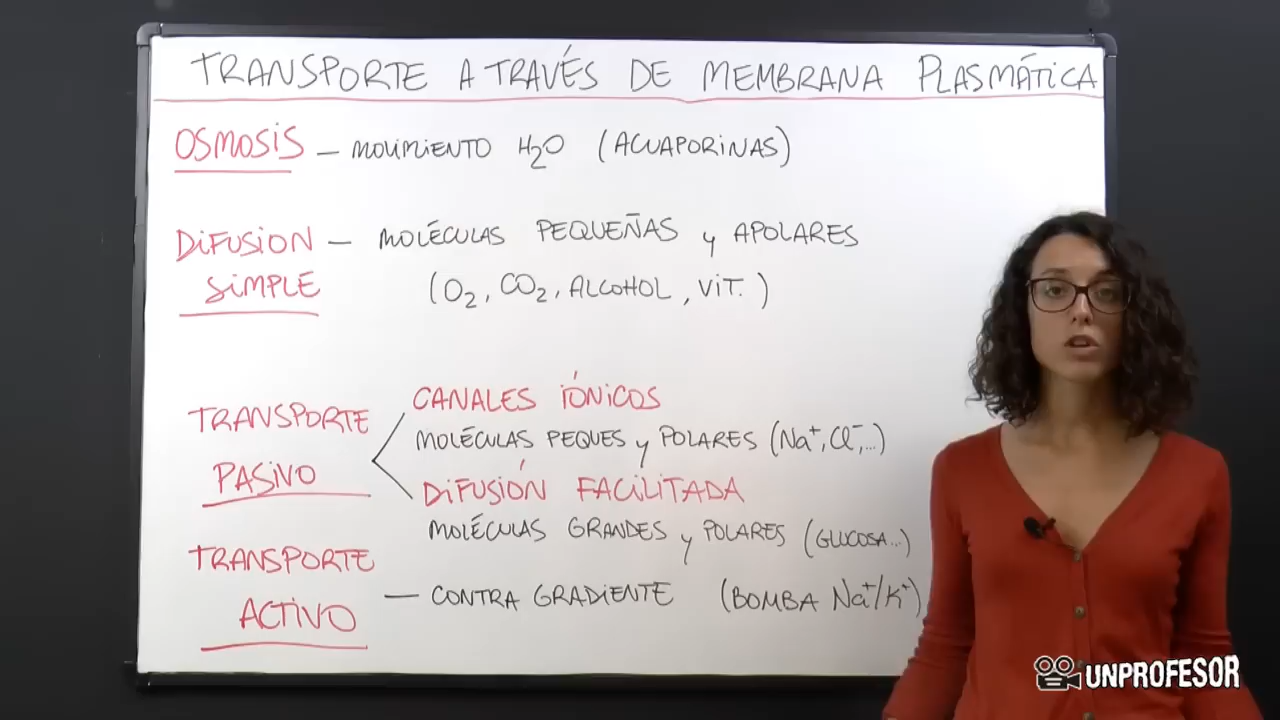 TRANSPORTE A TRAVÉS DE MEMBRANA PLASMÁTICA
OSMOSIS – MOVIMIENTO H₂O (ACUAPORINAS)
DIFUSION – MOLÉCULAS PEQUEÑAS y APOLARES
SIMPLE (O₂, CO₂, ALCOHOL, VIT.)
CANALES IÓNICOS
TRANSPORTE
MOLÉCULAS PEQUES y POLARES (Na⁺, Cl⁻,...)
PASIVO
DIFUSIÓN FACILITADA
MOLÉCULAS GRANDES y POLARES (GLUCOSA...)
TRANSPORTE
ACTIVO — CONTRA GRADIENTE (BOMBA Na⁺/K⁺)
UNPROFESOR